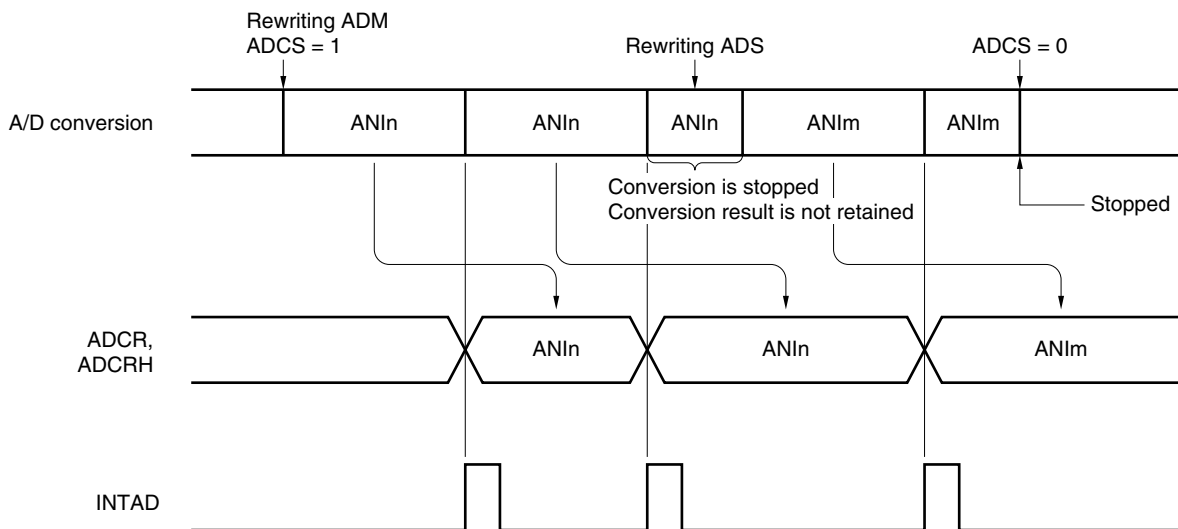 Rewriting ADM
ADCS = 1
Rewriting ADS
ADCS = 0
A/D conversion
ANIn
ANIn
ANIn
ANIm
ANIm
Conversion is stopped
Conversion result is not retained
Stopped
ADCR,
ADCRH
ANIn
ANIn
ANIm
INTAD